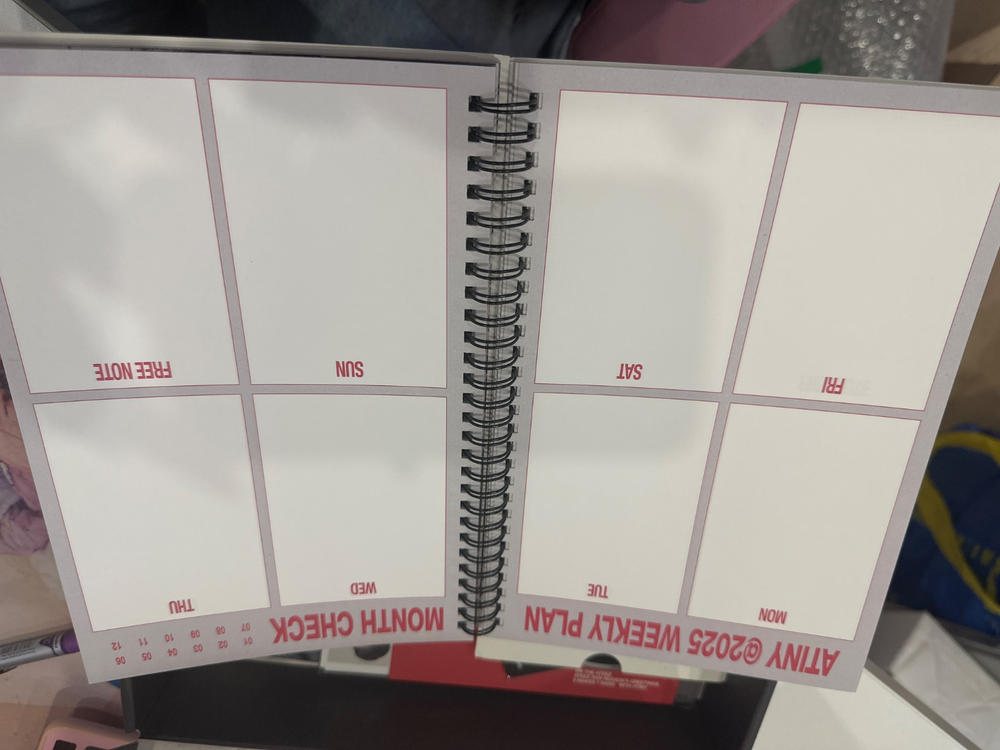 ATINY @2025 WEEKLY PLAN
MONTH CHECK
01 02 03 04 05 06
07 08 09 10 11 12
MON
TUE
WED
THU
FRI
SAT
SUN
FREE NOTE